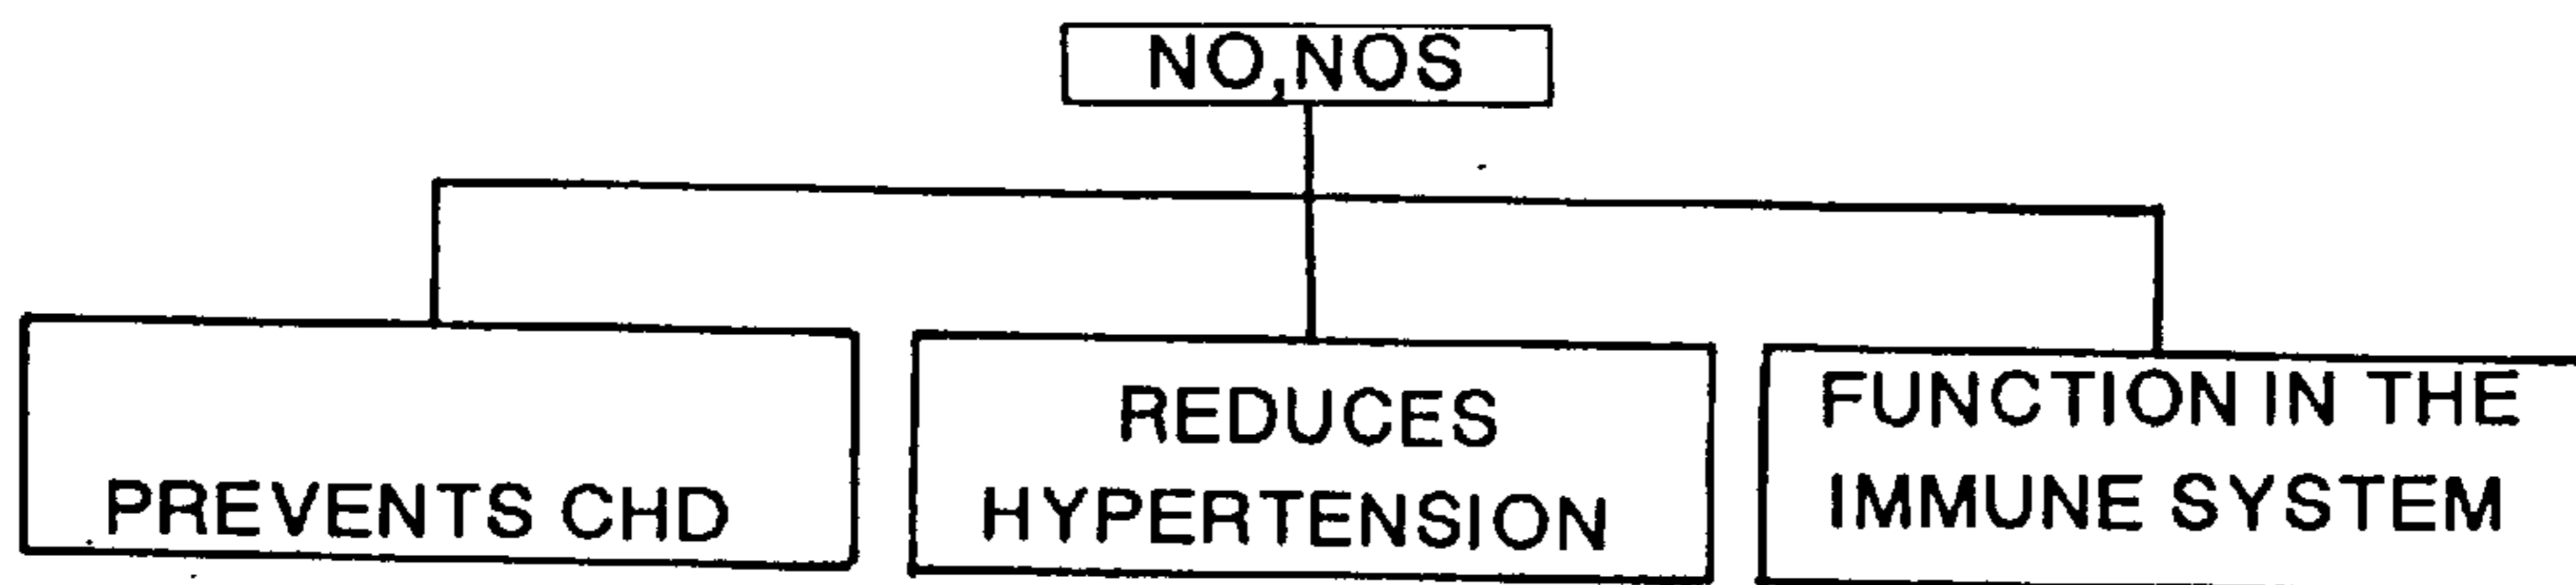 NO,NOS
PREVENTS CHD
REDUCES
HYPERTENSION
FUNCTION IN THE
IMMUNE SYSTEM